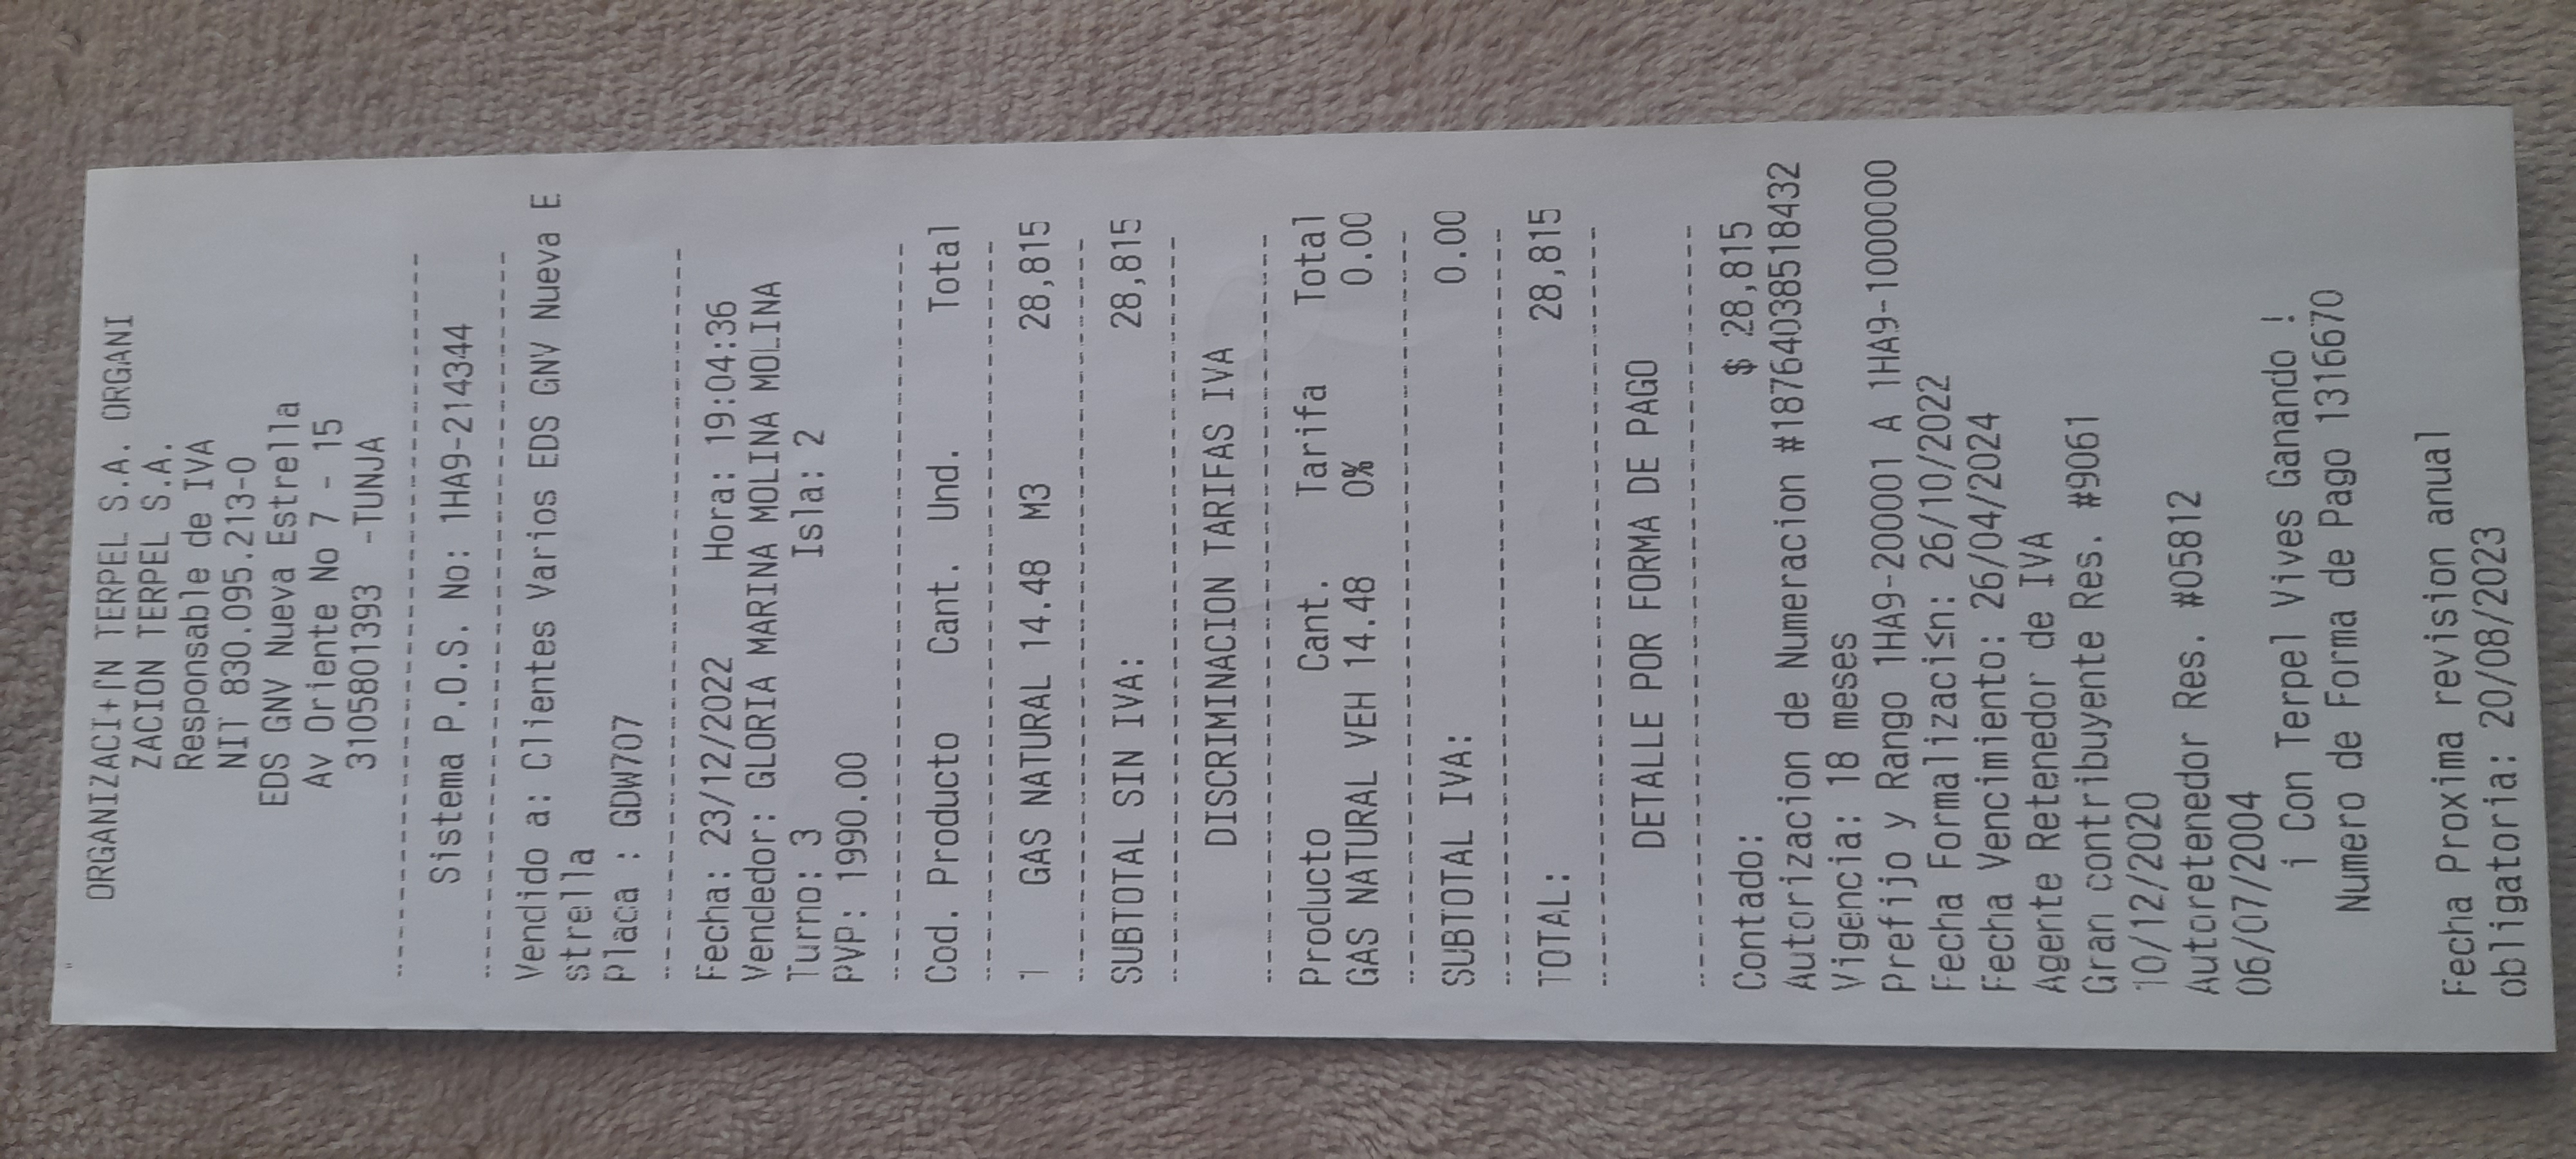 ORGANIZACI+ÍN TERPEL S.A. ORGANI
ZACION TERPEL S.A.
Responsable de IVA
NIT 830.095.213-0
EDS GNV Nueva Estrella
Av Oriente No 7 - 15
3105801393 -TUNJA
Sistema P.O.S. No: 1HA9-214344
Vendido a: Clientes Varios EDS GNV Nueva E
strella
Placa : GDW707
Fecha: 23/12/2022 Hora: 19:04:36
Vendedor: GLORIA MARINA MOLINA MOLINA
Turno: 3 Isla: 2
PVP: 1990.00
Cod. Producto Cant. Und. Total
1 GAS NATURAL 14.48 M3 28,815
SUBTOTAL SIN IVA: 28,815
DISCRIMINACION TARIFAS IVA
Producto Cant. Tarifa Total
GAS NATURAL VEH 14.48 0% 0.00
SUBTOTAL IVA: 0.00
TOTAL: 28,815
DETALLE POR FORMA DE PAGO
Contado: $ 28,815
Autorizacion de Numeracion #18764038518432
Vigencia: 18 meses
Prefijo y Rango 1HA9-200001 A 1HA9-1000000
Fecha Formalizaci≤n: 26/10/2022
Fecha Vencimiento: 26/04/2024
Agente Retenedor de IVA
Gran contribuyente Res. #9061
10/12/2020
Autoretenedor Res. #05812
06/07/2004
¡ Con Terpel Vives Ganando !
Numero de Forma de Pago 1316670
Fecha Proxima revision anual
obligatoria: 20/08/2023